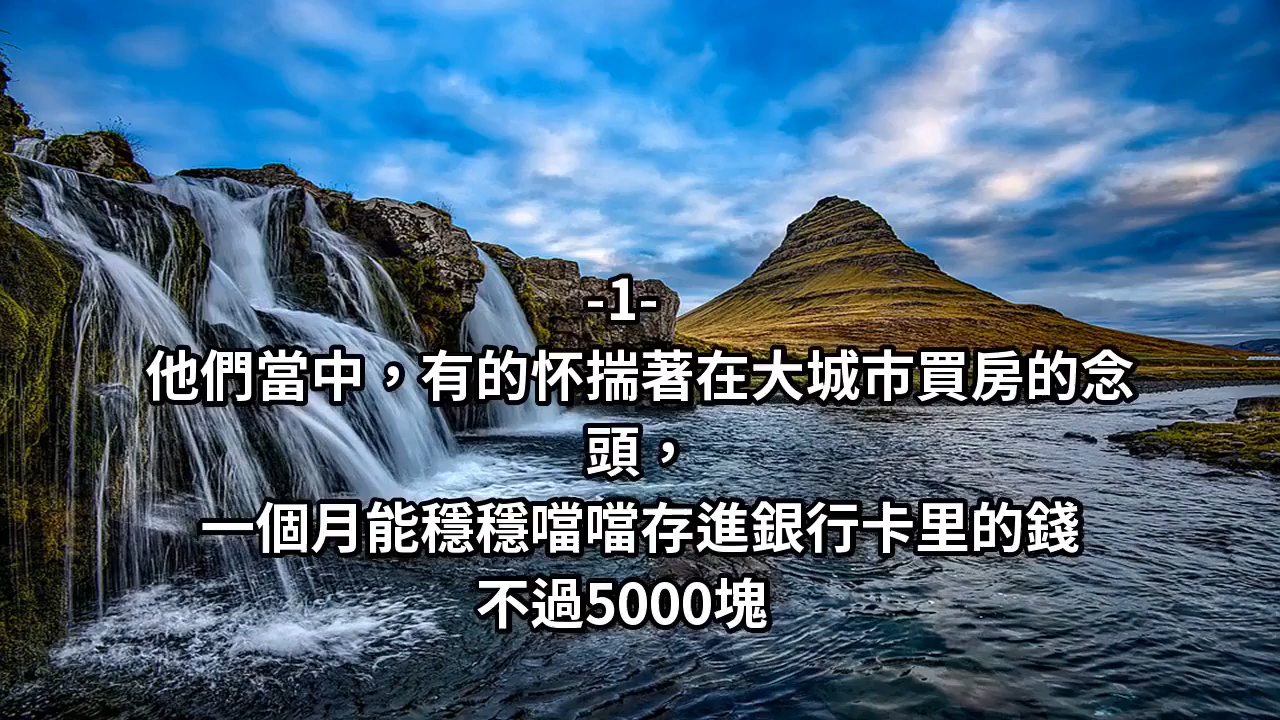 -1-
他們當中，有的怀揣著在大城市買房的念
頭，
一個月能穩穩噹噹存進銀行卡里的錢
不過5000塊